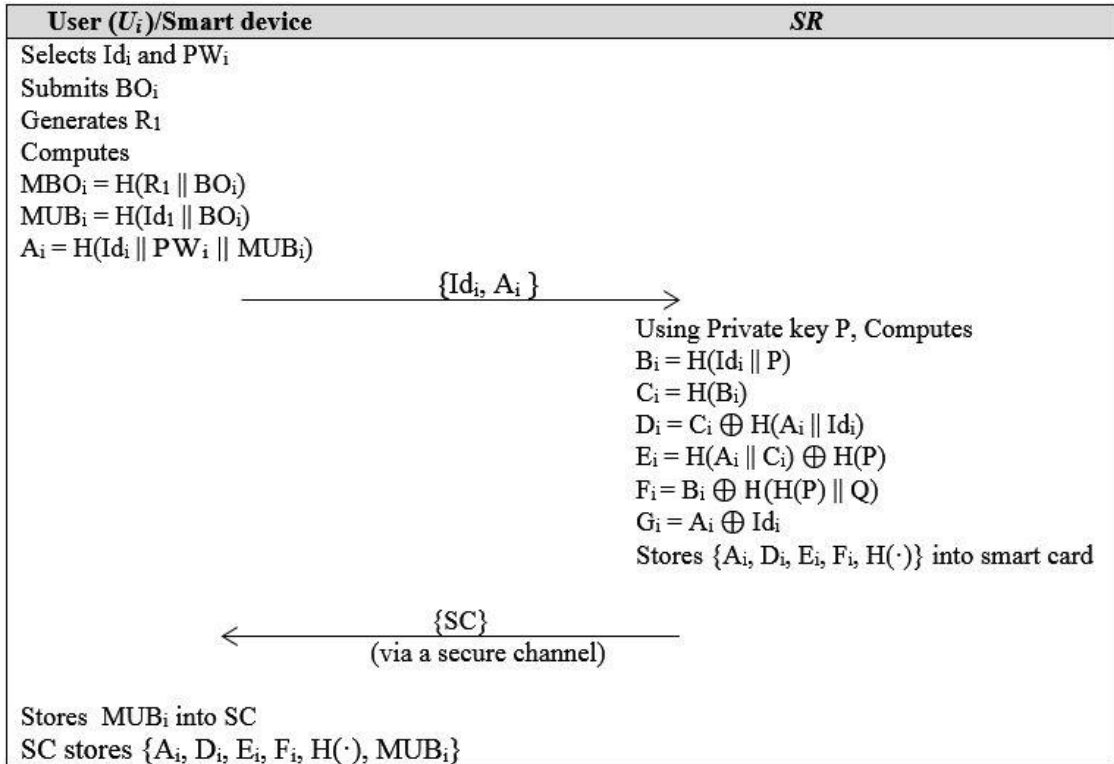 User (Uᵢ)/Smart device	SR
Selects Idᵢ and PWᵢ
Submits BOᵢ
Generates R₁
Computes
MBOᵢ = H(R₁ || BOᵢ)
MUBᵢ = H(Id₁ || BOᵢ)
Aᵢ = H(Idᵢ || PWᵢ || MUBᵢ)
{Idᵢ, Aᵢ }
Using Private key P, Computes
Bᵢ = H(Idᵢ || P)
Cᵢ = H(Bᵢ)
Dᵢ = Cᵢ ⊕ H(Aᵢ || Idᵢ)
Eᵢ = H(Aᵢ || Cᵢ) ⊕ H(P)
Fᵢ = Bᵢ ⊕ H(H(P) || Q)
Gᵢ = Aᵢ ⊕ Idᵢ
Stores {Aᵢ, Dᵢ, Eᵢ, Fᵢ, H(·)} into smart card
{SC}
(via a secure channel)
Stores MUBᵢ into SC
SC stores {Aᵢ, Dᵢ, Eᵢ, Fᵢ, H(·), MUBᵢ}